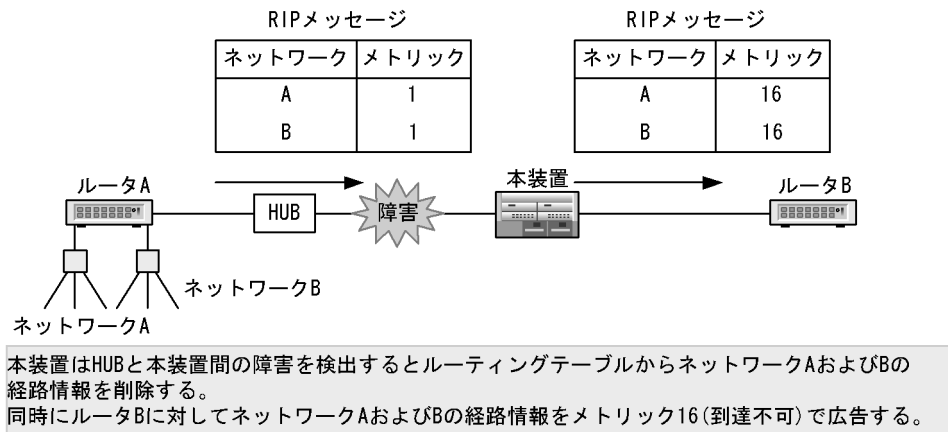 RIPメッセージ
ネットワーク メトリック
A 1
B 1
RIPメッセージ
ネットワーク メトリック
A 16
B 16
ルータA
HUB
障害
本装置
ルータB
ネットワークB
ネットワークA
本装置はHUBと本装置間の障害を検出するとルーティングテーブルからネットワークAおよびBの
経路情報を削除する。
同時にルータBに対してネットワークAおよびBの経路情報をメトリック16(到達不可)で広告する。